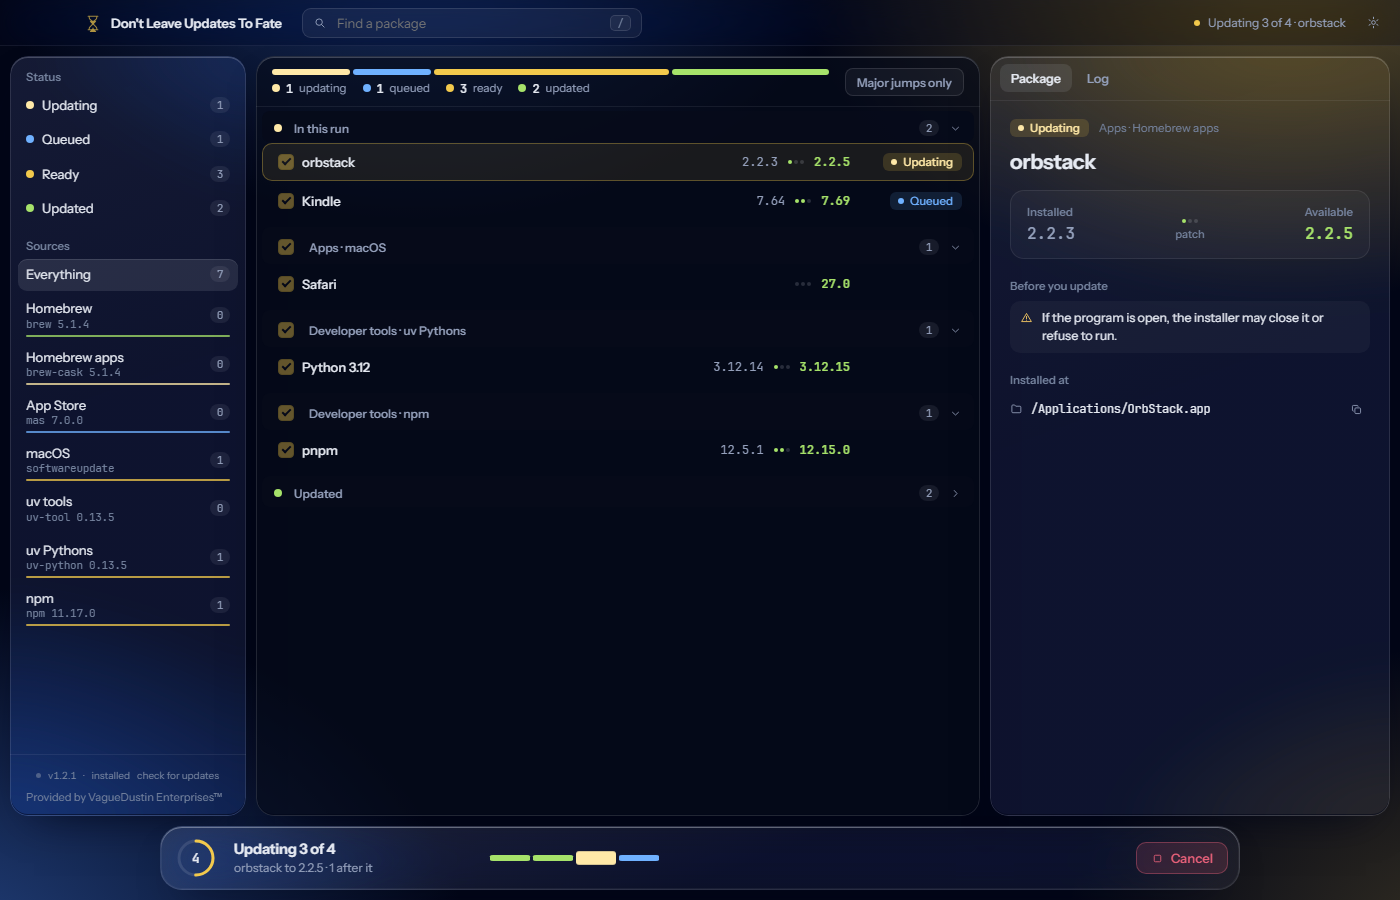 Don't Leave Updates To Fate
Find a package
/
Updating 3 of 4 · orbstack
Status
Updating 1
Queued 1
Ready 3
Updated 2
Sources
Everything 7
Homebrew 0
brew 5.1.4
Homebrew apps 0
brew-cask 5.1.4
App Store 0
mas 7.0.0
macOS 1
softwareupdate
uv tools 0
uv-tool 0.13.5
uv Pythons 1
uv-python 0.13.5
npm 1
npm 11.17.0
v1.2.1 · installed check for updates
Provided by VagueDustin Enterprises™
1 updating 1 queued 3 ready 2 updated
Major jumps only
In this run 2
orbstack 2.2.3 2.2.5 Updating
Kindle 7.64 7.69 Queued
Apps · macOS 1
Safari 27.0
Developer tools · uv Pythons 1
Python 3.12 3.12.14 3.12.15
Developer tools · npm 1
pnpm 12.5.1 12.15.0
Updated 2
Package Log
Updating Apps · Homebrew apps
orbstack
Installed Available
2.2.3 patch 2.2.5
Before you update
If the program is open, the installer may close it or
refuse to run.
Installed at
/Applications/OrbStack.app
4
Updating 3 of 4
orbstack to 2.2.5 · 1 after it
Cancel